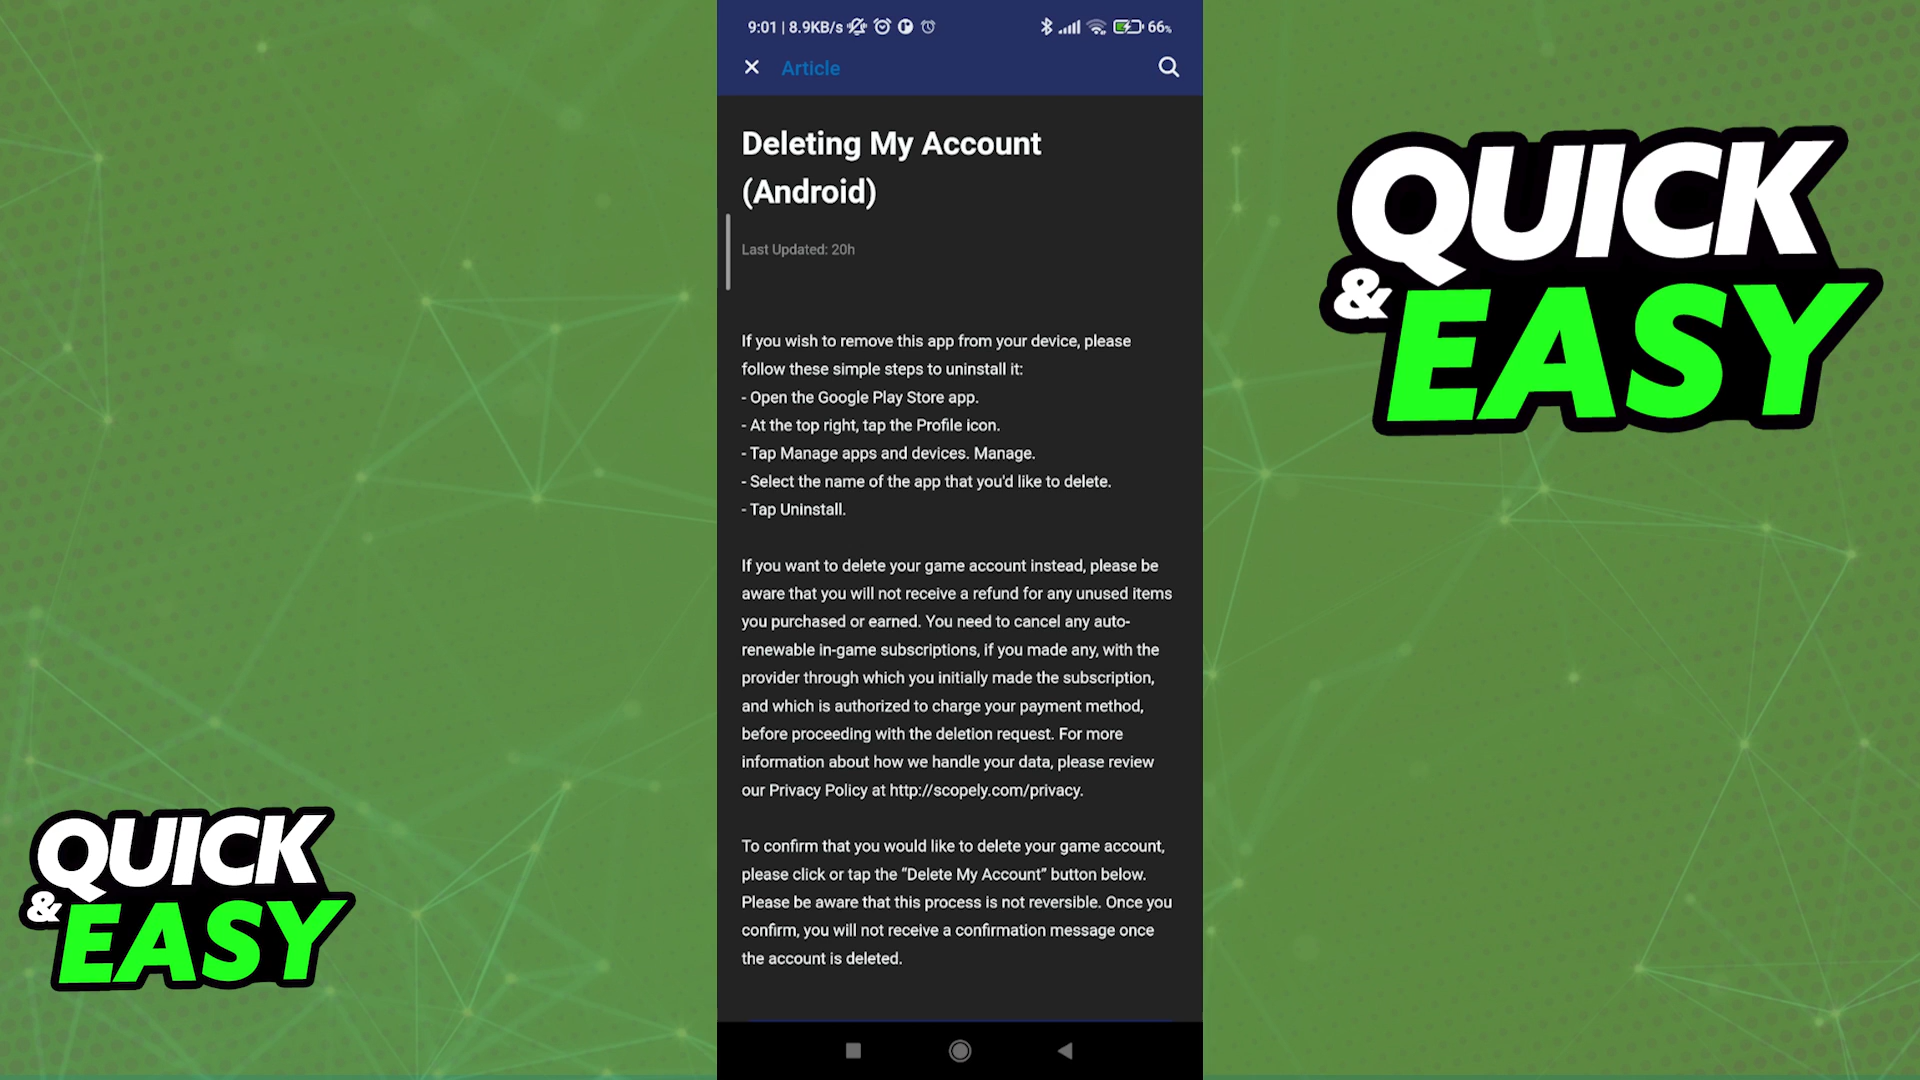 9:01 | 8.9KB/s
66%
Article
Deleting My Account
(Android)
Last Updated: 20h
If you wish to remove this app from your device, please
follow these simple steps to uninstall it:
- Open the Google Play Store app.
- At the top right, tap the Profile icon.
- Tap Manage apps and devices. Manage.
- Select the name of the app that you'd like to delete.
- Tap Uninstall.
If you want to delete your game account instead, please be
aware that you will not receive a refund for any unused items
you purchased or earned. You need to cancel any auto-
renewable in-game subscriptions, if you made any, with the
provider through which you initially made the subscription,
and which is authorized to charge your payment method,
before proceeding with the deletion request. For more
information about how we handle your data, please review
our Privacy Policy at http://scopely.com/privacy.
To confirm that you would like to delete your game account,
please click or tap the “Delete My Account” button below.
Please be aware that this process is not reversible. Once you
confirm, you will not receive a confirmation message once
the account is deleted.
QUICK
& EASY
QUICK
& EASY